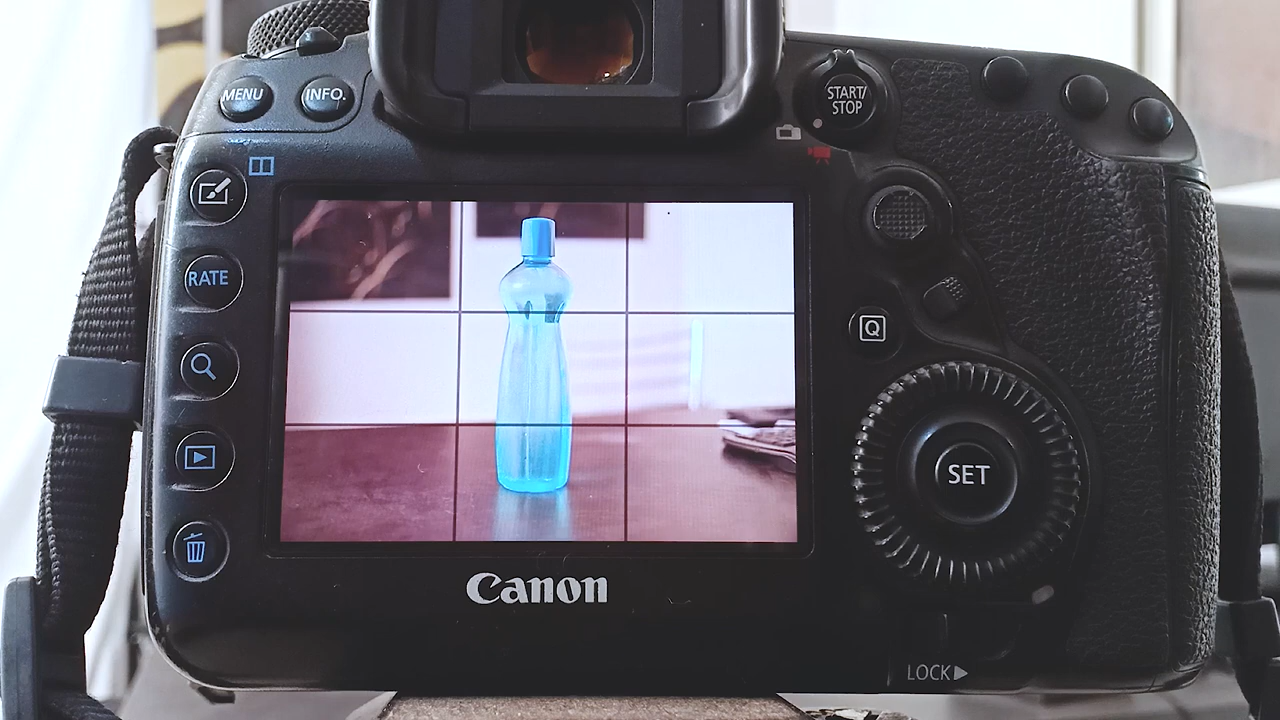 MENU
INFO.
START/
STOP
RATE
Q
SET
Canon
LOCK